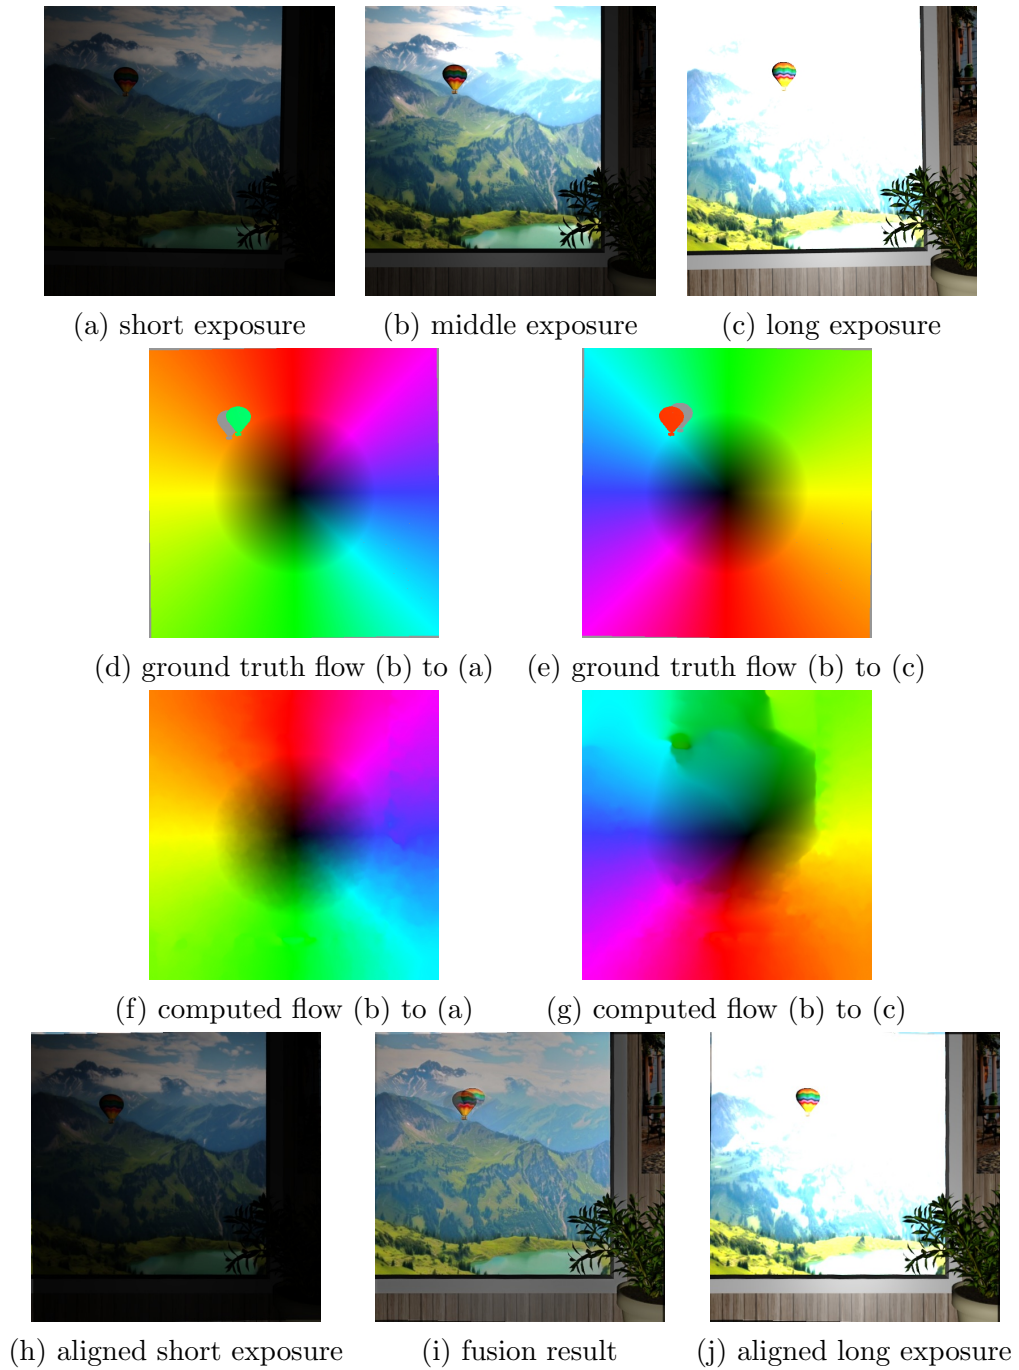 (a) short exposure
(b) middle exposure
(c) long exposure
(d) ground truth flow (b) to (a)
(e) ground truth flow (b) to (c)
(f) computed flow (b) to (a)
(g) computed flow (b) to (c)
(h) aligned short exposure
(i) fusion result
(j) aligned long exposure